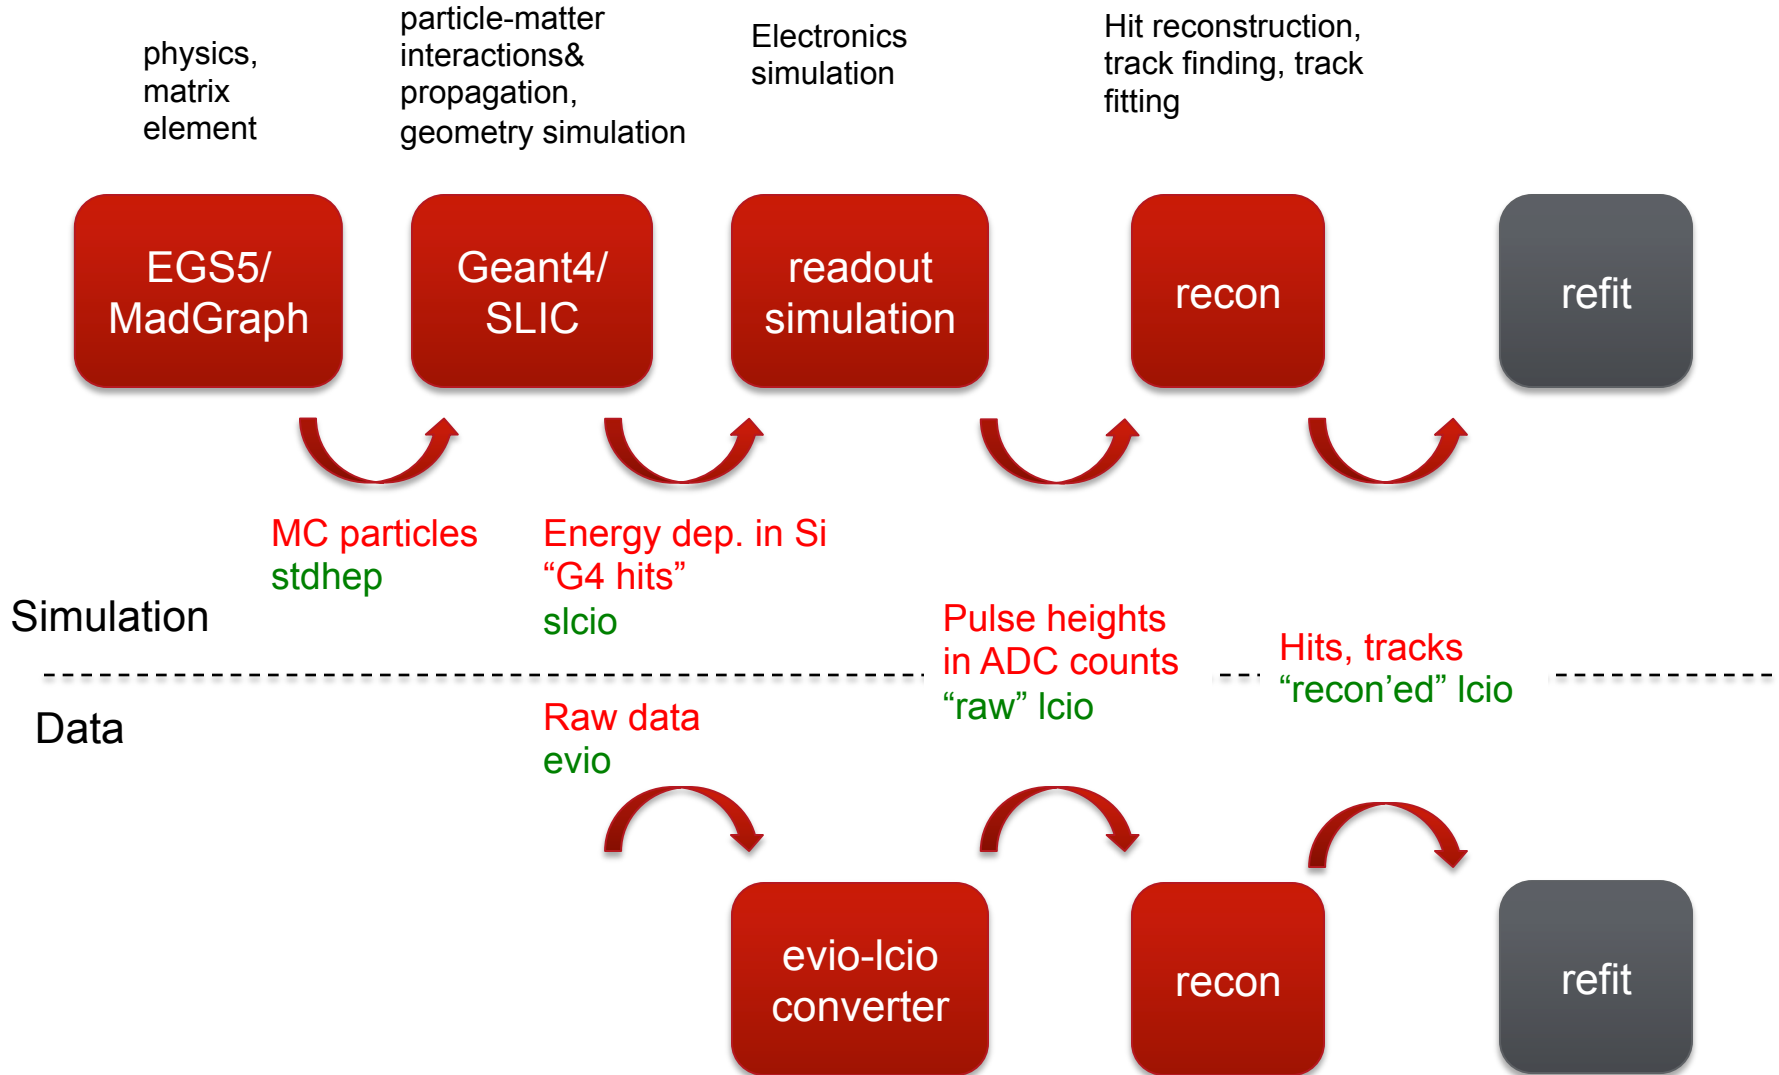 physics,
matrix
element
particle-matter
interactions&
propagation,
geometry simulation
Electronics
simulation
Hit reconstruction,
track finding, track
fitting
EGS5/
MadGraph
Geant4/
SLIC
readout
simulation
recon
refit
MC particles
stdhep
Energy dep. in Si
“G4 hits”
slcio
Pulse heights
in ADC counts
“raw” lcio
Hits, tracks
“recon’ed” lcio
Simulation
Data
Raw data
evio
evio-lcio
converter
recon
refit